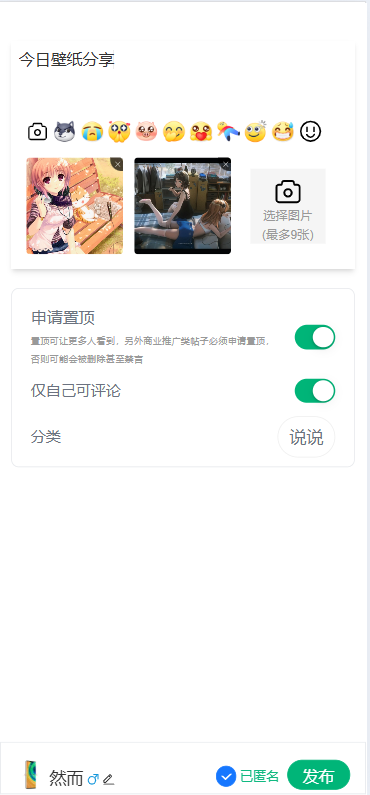 今日壁纸分享
选择图片
(最多9张)
申请置顶
置顶可让更多人看到，另外商业推广类帖子必须申请置顶，
否则可能会被删除甚至禁言
仅自己可评论
分类
说说
然而
已匿名
发布